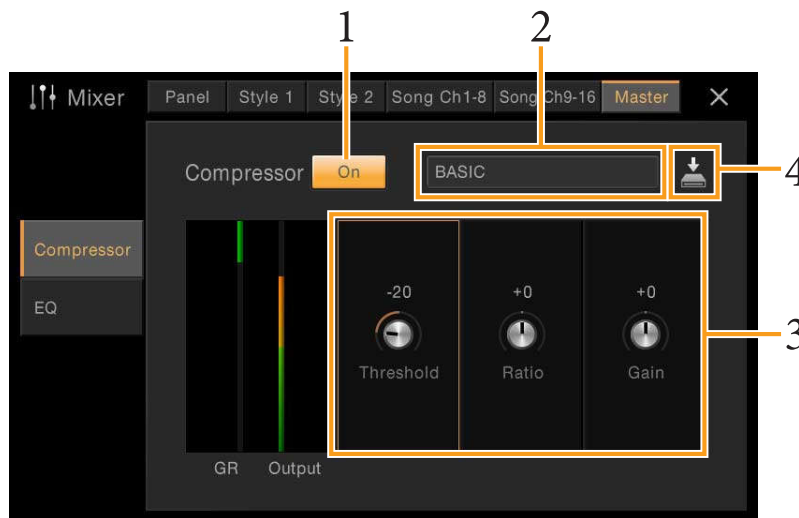 1 2
Mixer Panel Style 1 Style 2 Song Ch1-8 Song Ch9-16 Master
Compressor On BASIC 4
Compressor
EQ
-20 +0 +0
3
Threshold Ratio Gain
GR Output